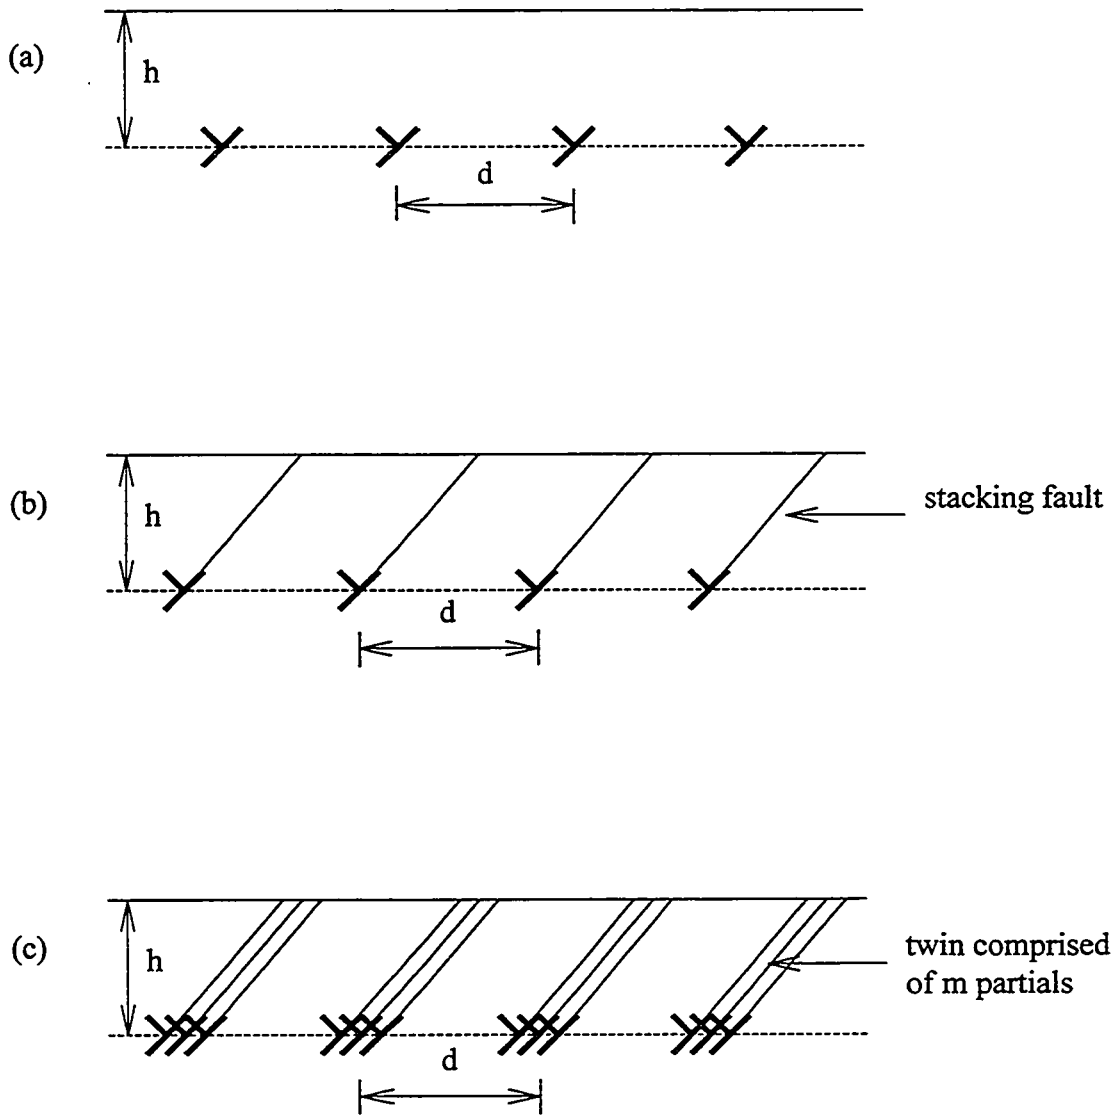 (a)
h
d
(b)
h
stacking fault
d
(c)
h
twin comprised
of m partials
d